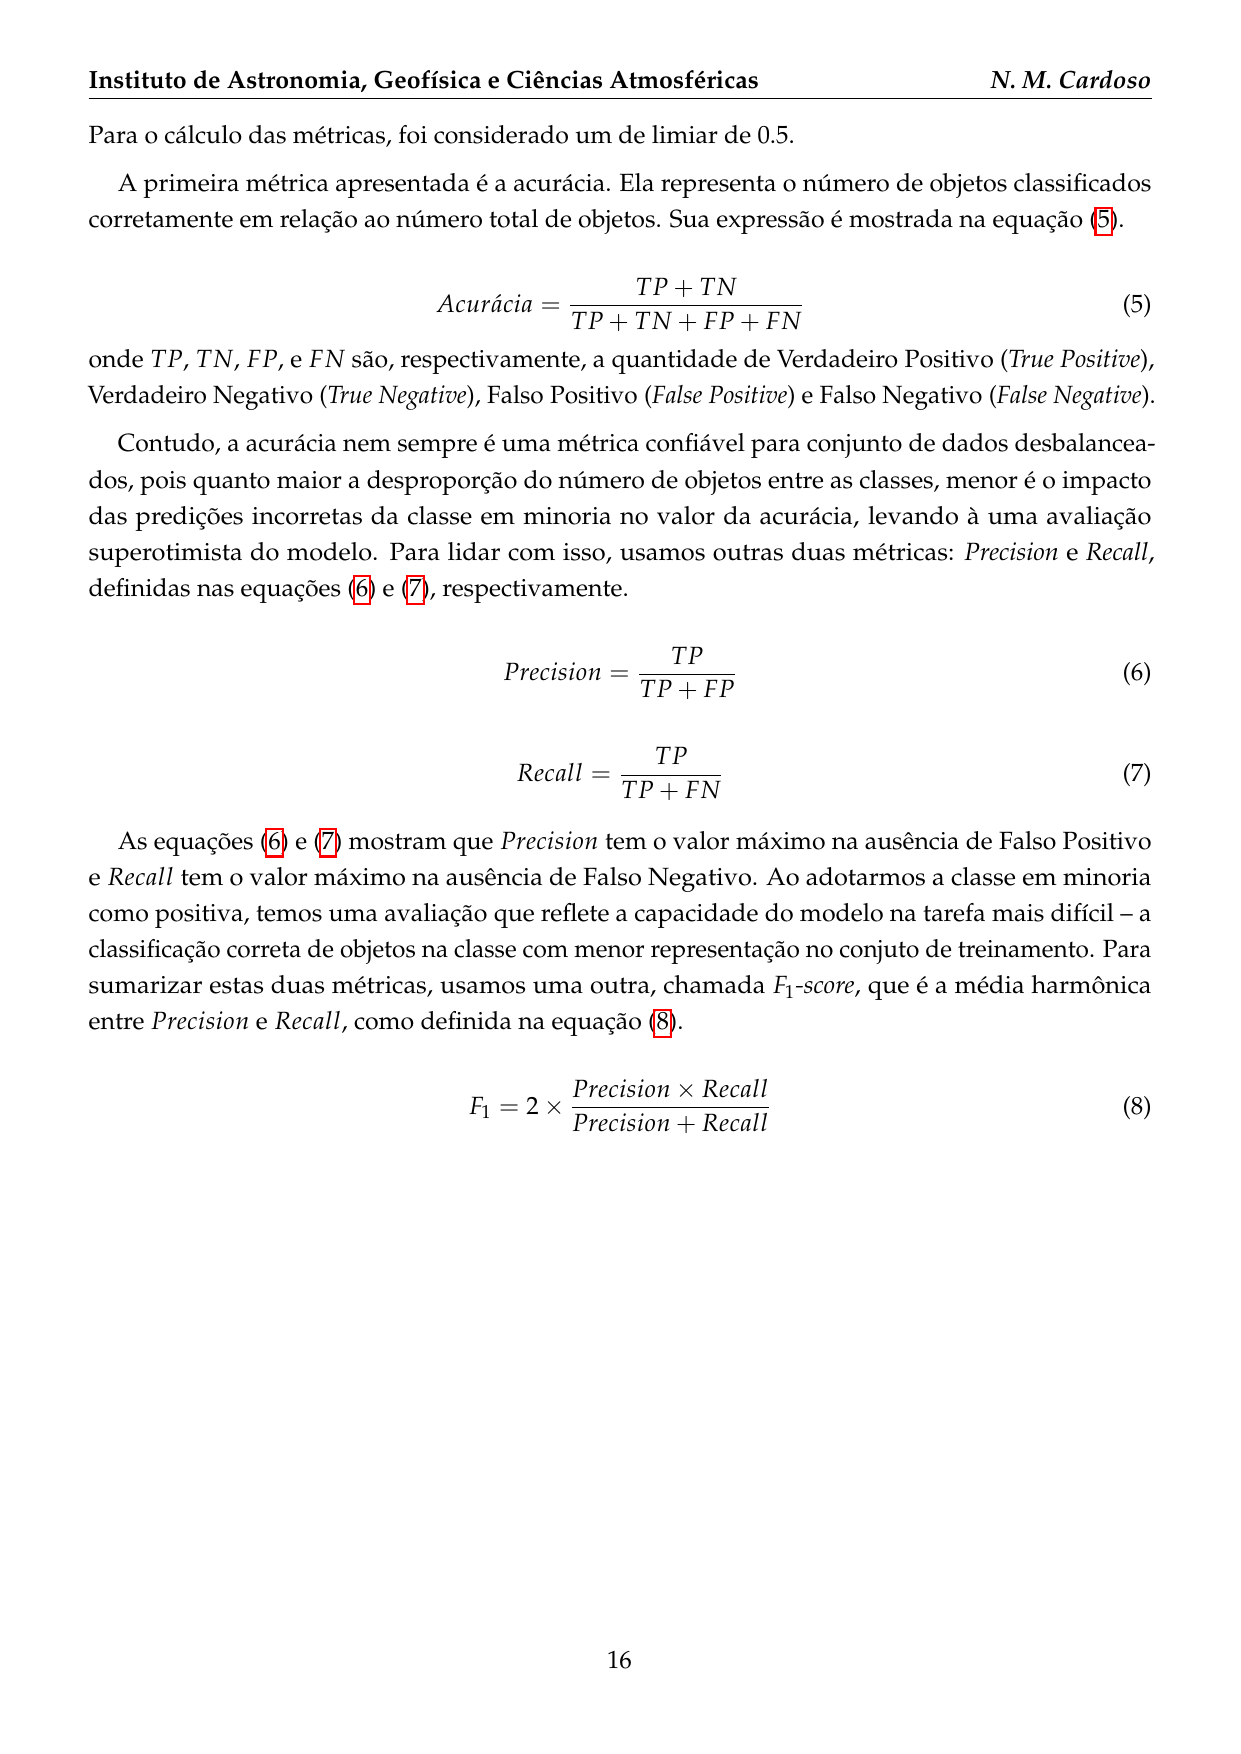 Instituto de Astronomia, Geofísica e Ciências Atmosféricas N. M. Cardoso
Para o cálculo das métricas, foi considerado um de limiar de 0.5.
A primeira métrica apresentada é a acurácia. Ela representa o número de objetos classificados
corretamente em relação ao número total de objetos. Sua expressão é mostrada na equação (5).
Acurácia = \frac{TP + TN}{TP + TN + FP + FN} (5)
onde TP, TN, FP, e FN são, respectivamente, a quantidade de Verdadeiro Positivo (True Positive),
Verdadeiro Negativo (True Negative), Falso Positivo (False Positive) e Falso Negativo (False Negative).
Contudo, a acurácia nem sempre é uma métrica confiável para conjunto de dados desbalancea-
dos, pois quanto maior a desproporção do número de objetos entre as classes, menor é o impacto
das predições incorretas da classe em minoria no valor da acurácia, levando à uma avaliação
superotimista do modelo. Para lidar com isso, usamos outras duas métricas: Precision e Recall,
definidas nas equações (6) e (7), respectivamente.
Precision = \frac{TP}{TP + FP} (6)
Recall = \frac{TP}{TP + FN} (7)
As equações (6) e (7) mostram que Precision tem o valor máximo na ausência de Falso Positivo
e Recall tem o valor máximo na ausência de Falso Negativo. Ao adotarmos a classe em minoria
como positiva, temos uma avaliação que reflete a capacidade do modelo na tarefa mais difícil – a
classificação correta de objetos na classe com menor representação no conjuto de treinamento. Para
sumarizar estas duas métricas, usamos uma outra, chamada F₁-score, que é a média harmônica
entre Precision e Recall, como definida na equação (8).
F₁ = 2 × \frac{Precision × Recall}{Precision + Recall} (8)
16